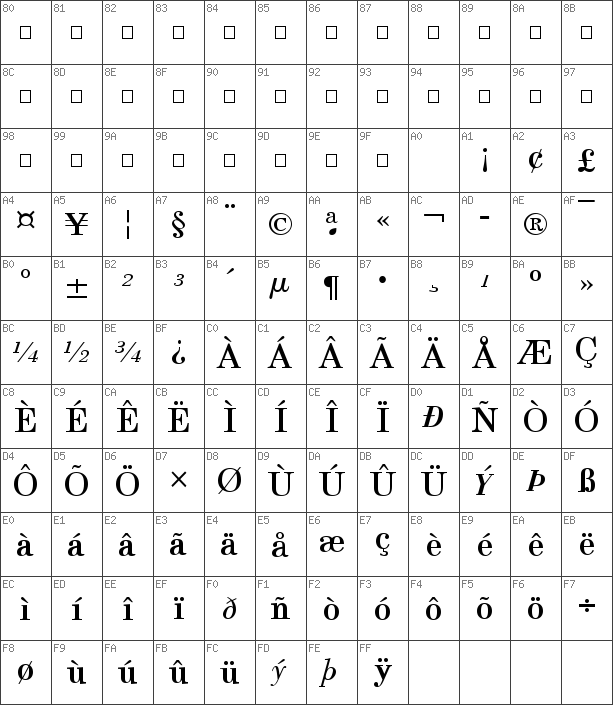 80 81 82 83 84 85 86 87 88 89 8A 8B
□ □ □ □ □ □ □ □ □ □ □ □
8C 8D 8E 8F 90 91 92 93 94 95 96 97
□ □ □ □ □ □ □ □ □ □ □ □
98 99 9A 9B 9C 9D 9E 9F A0 A1 A2 A3
□ □ □ □ □ □ □ □ ¡ ¢ £
A4 A5 A6 A7 A8 A9 AA AB AC AD AE AF
¤ ¥ ¦ § ¨ © ª « ¬ - ® ¯
B0 B1 B2 B3 B4 B5 B6 B7 B8 B9 BA BB
° ± ² ³ ´ µ ¶ · ¸ ¹ º »
BC BD BE BF C0 C1 C2 C3 C4 C5 C6 C7
¼ ½ ¾ ¿ À Á Â Ã Ä Å Æ Ç
C8 C9 CA CB CC CD CE CF D0 D1 D2 D3
È É Ê Ë Ì Í Î Ï Ð Ñ Ò Ó
D4 D5 D6 D7 D8 D9 DA DB DC DD DE DF
Ô Õ Ö × Ø Ù Ú Û Ü Ý Þ ß
E0 E1 E2 E3 E4 E5 E6 E7 E8 E9 EA EB
à á â ã ä å æ ç è é ê ë
EC ED EE EF F0 F1 F2 F3 F4 F5 F6 F7
ì í î ï ð ñ ò ó ô õ ö ÷
F8 F9 FA FB FC FD FE FF
ø ù ú û ü ý þ ÿ